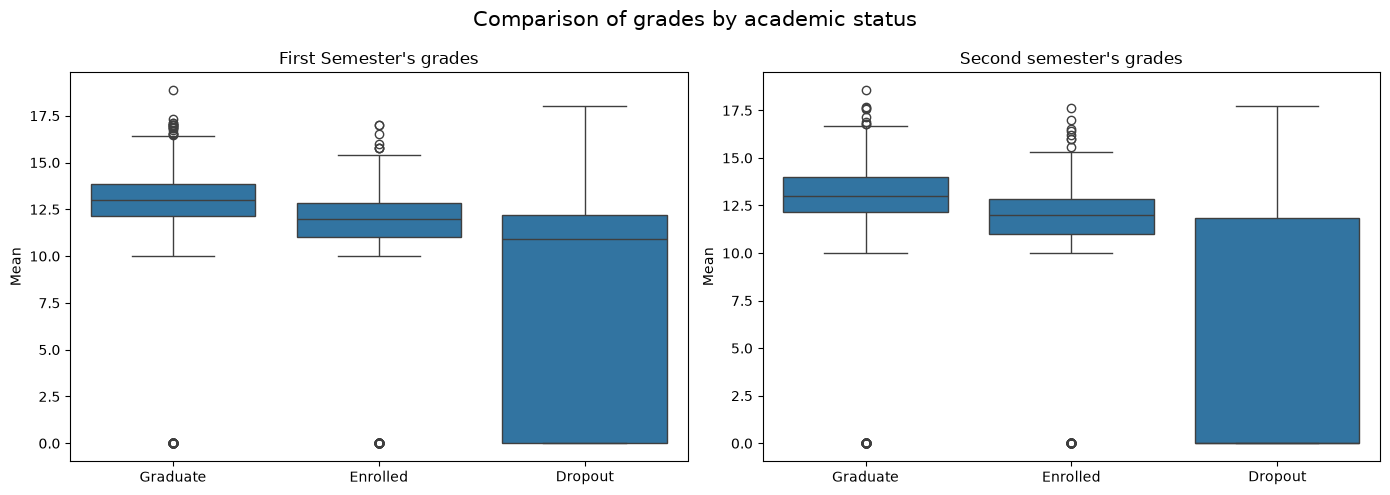 Comparison of grades by academic status
First Semester's grades
Mean
17.5
15.0
12.5
10.0
7.5
5.0
2.5
0.0
Graduate Enrolled Dropout
Second semester's grades
Mean
17.5
15.0
12.5
10.0
7.5
5.0
2.5
0.0
Graduate Enrolled Dropout